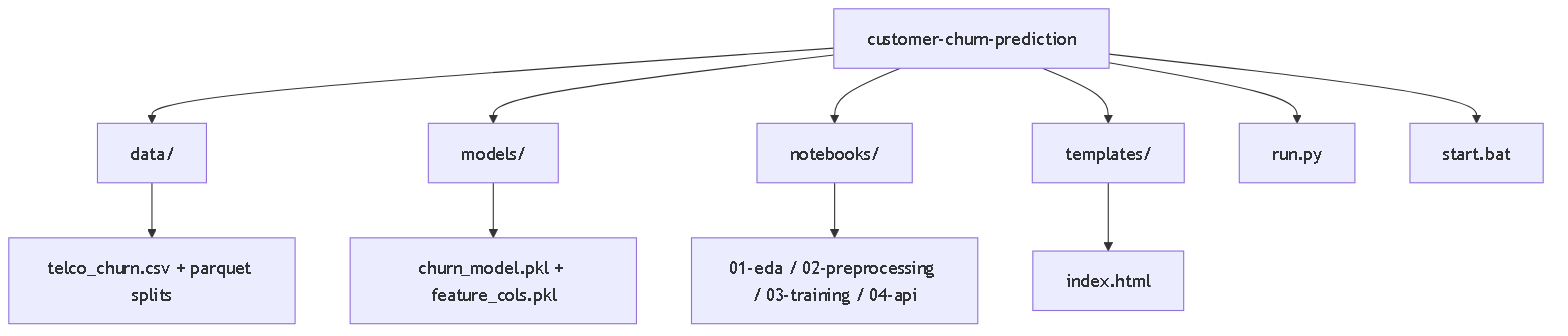 customer-churn-prediction
data/
models/
notebooks/
templates/
run.py
start.bat
telco_churn.csv + parquet
splits
churn_model.pkl +
feature_cols.pkl
01-eda / 02-preprocessing
/ 03-training / 04-api
index.html